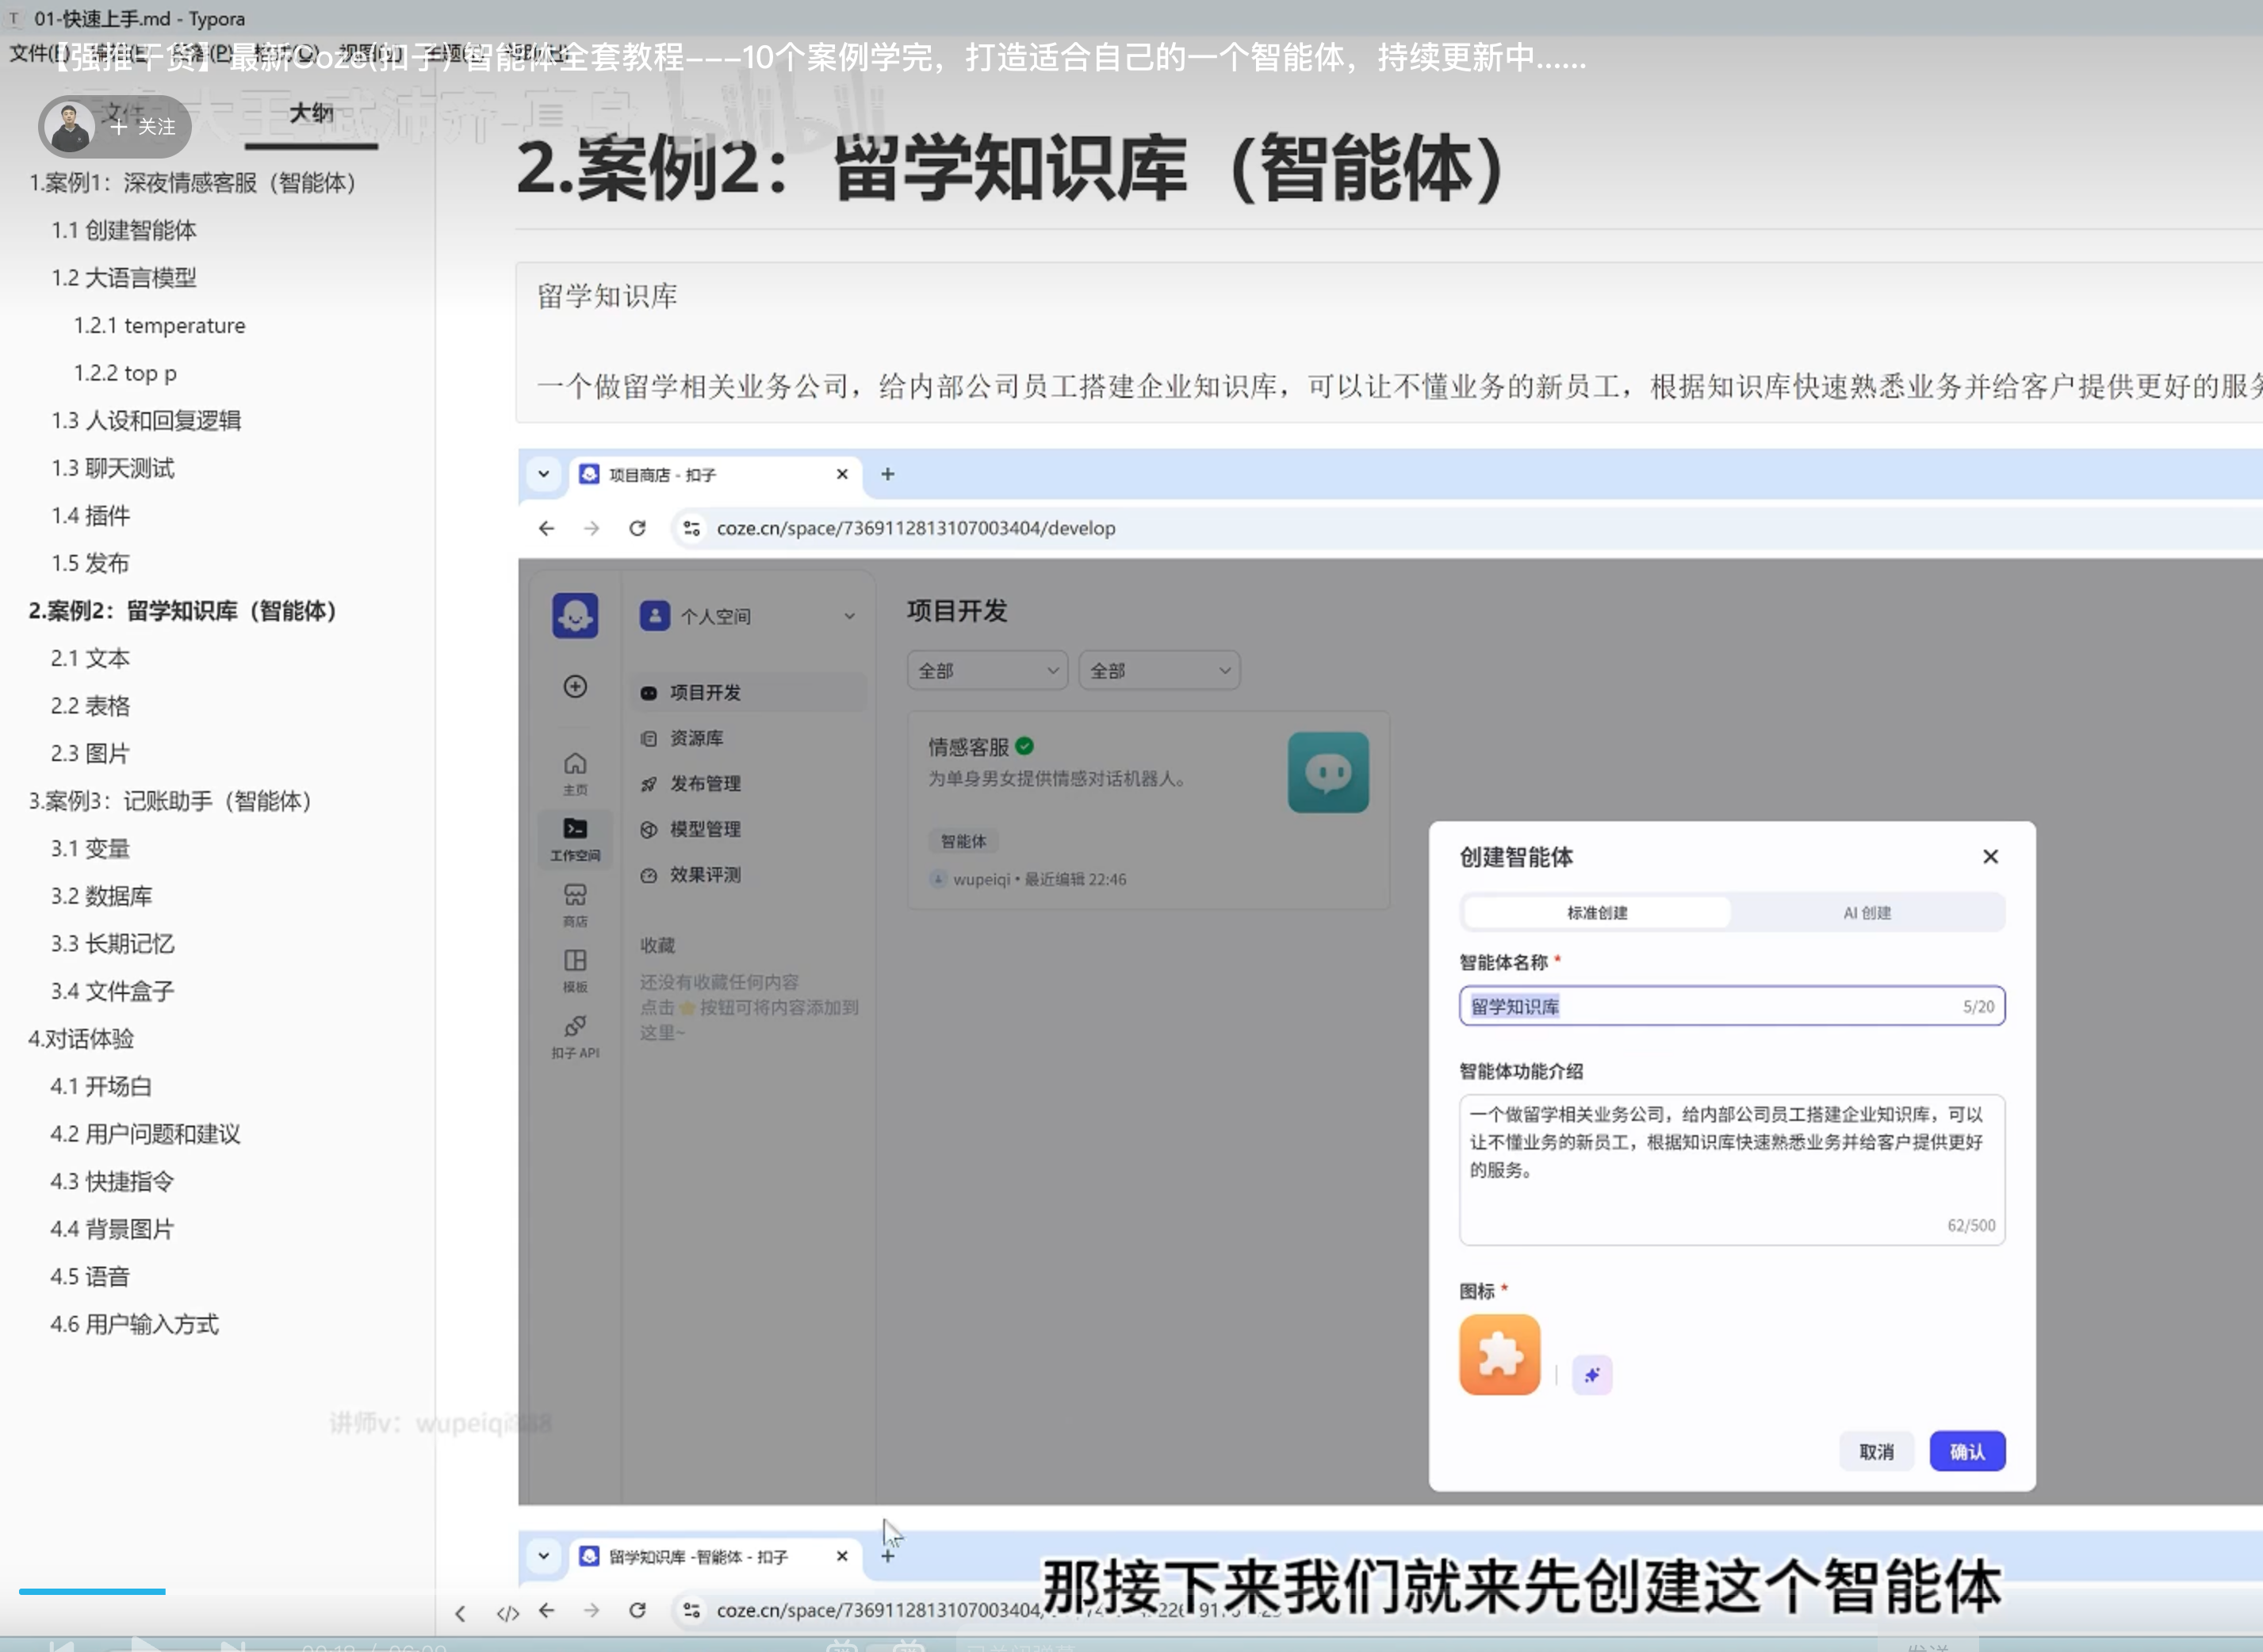 01-快速上手.md - Typora
【强推干货】最新Coze(扣子) 智能体全套教程---10个案例学完，打造适合自己的一个智能体，持续更新中......
+ 关注
文件
大纲
bilibili
1.案例1：深夜情感客服（智能体）
1.1 创建智能体
1.2 大语言模型
1.2.1 temperature
1.2.2 top p
1.3 人设和回复逻辑
1.3 聊天测试
1.4 插件
1.5 发布
2.案例2：留学知识库（智能体）
2.1 文本
2.2 表格
2.3 图片
3.案例3：记账助手（智能体）
3.1 变量
3.2 数据库
3.3 长期记忆
3.4 文件盒子
4.对话体验
4.1 开场白
4.2 用户问题和建议
4.3 快捷指令
4.4 背景图片
4.5 语音
4.6 用户输入方式
2.案例2：留学知识库（智能体）
留学知识库
一个做留学相关业务公司，给内部公司员工搭建企业知识库，可以让不懂业务的新员工，根据知识库快速熟悉业务并给客户提供更好的服务
项目商店 - 扣子
coze.cn/space/7369112813107003404/develop
个人空间
项目开发
资源库
发布管理
模型管理
效果评测
收藏
还没有收藏任何内容
点击⭐按钮可将内容添加到
这里~
主页
工作空间
商店
模板
扣子 API
项目开发
全部
全部
情感客服
为单身男女提供情感对话机器人。
智能体
wupeiqi • 最近编辑 22:46
创建智能体
标准创建
AI 创建
智能体名称 *
留学知识库
5/20
智能体功能介绍
一个做留学相关业务公司，给内部公司员工搭建企业知识库，可以
让不懂业务的新员工，根据知识库快速熟悉业务并给客户提供更好
的服务。
62/500
图标 *
取消
确认
讲师v：wupeiqi
留学知识库 -智能体 - 扣子
coze.cn/space/7369112813107003404/
那接下来我们就来先创建这个智能体